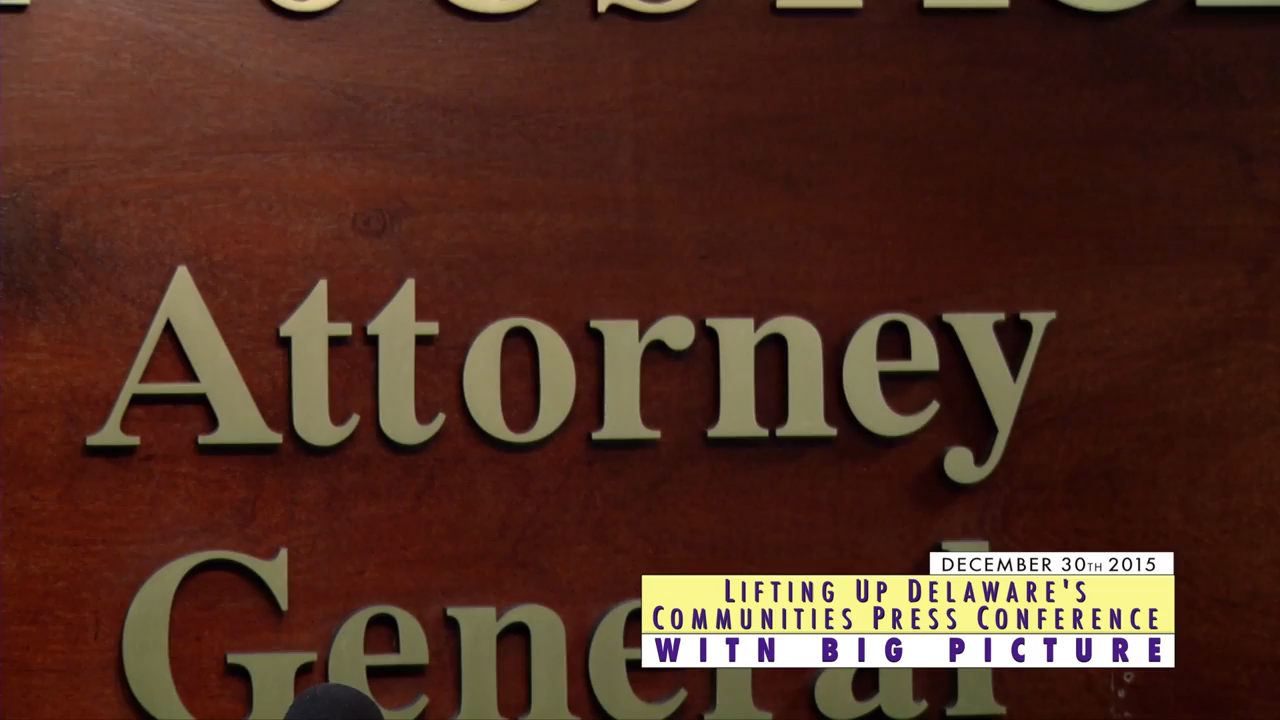 Attorney
General
DECEMBER 30TH 2015
LIFTING UP DELAWARE'S
COMMUNITIES PRESS CONFERENCE
WITN BIG PICTURE